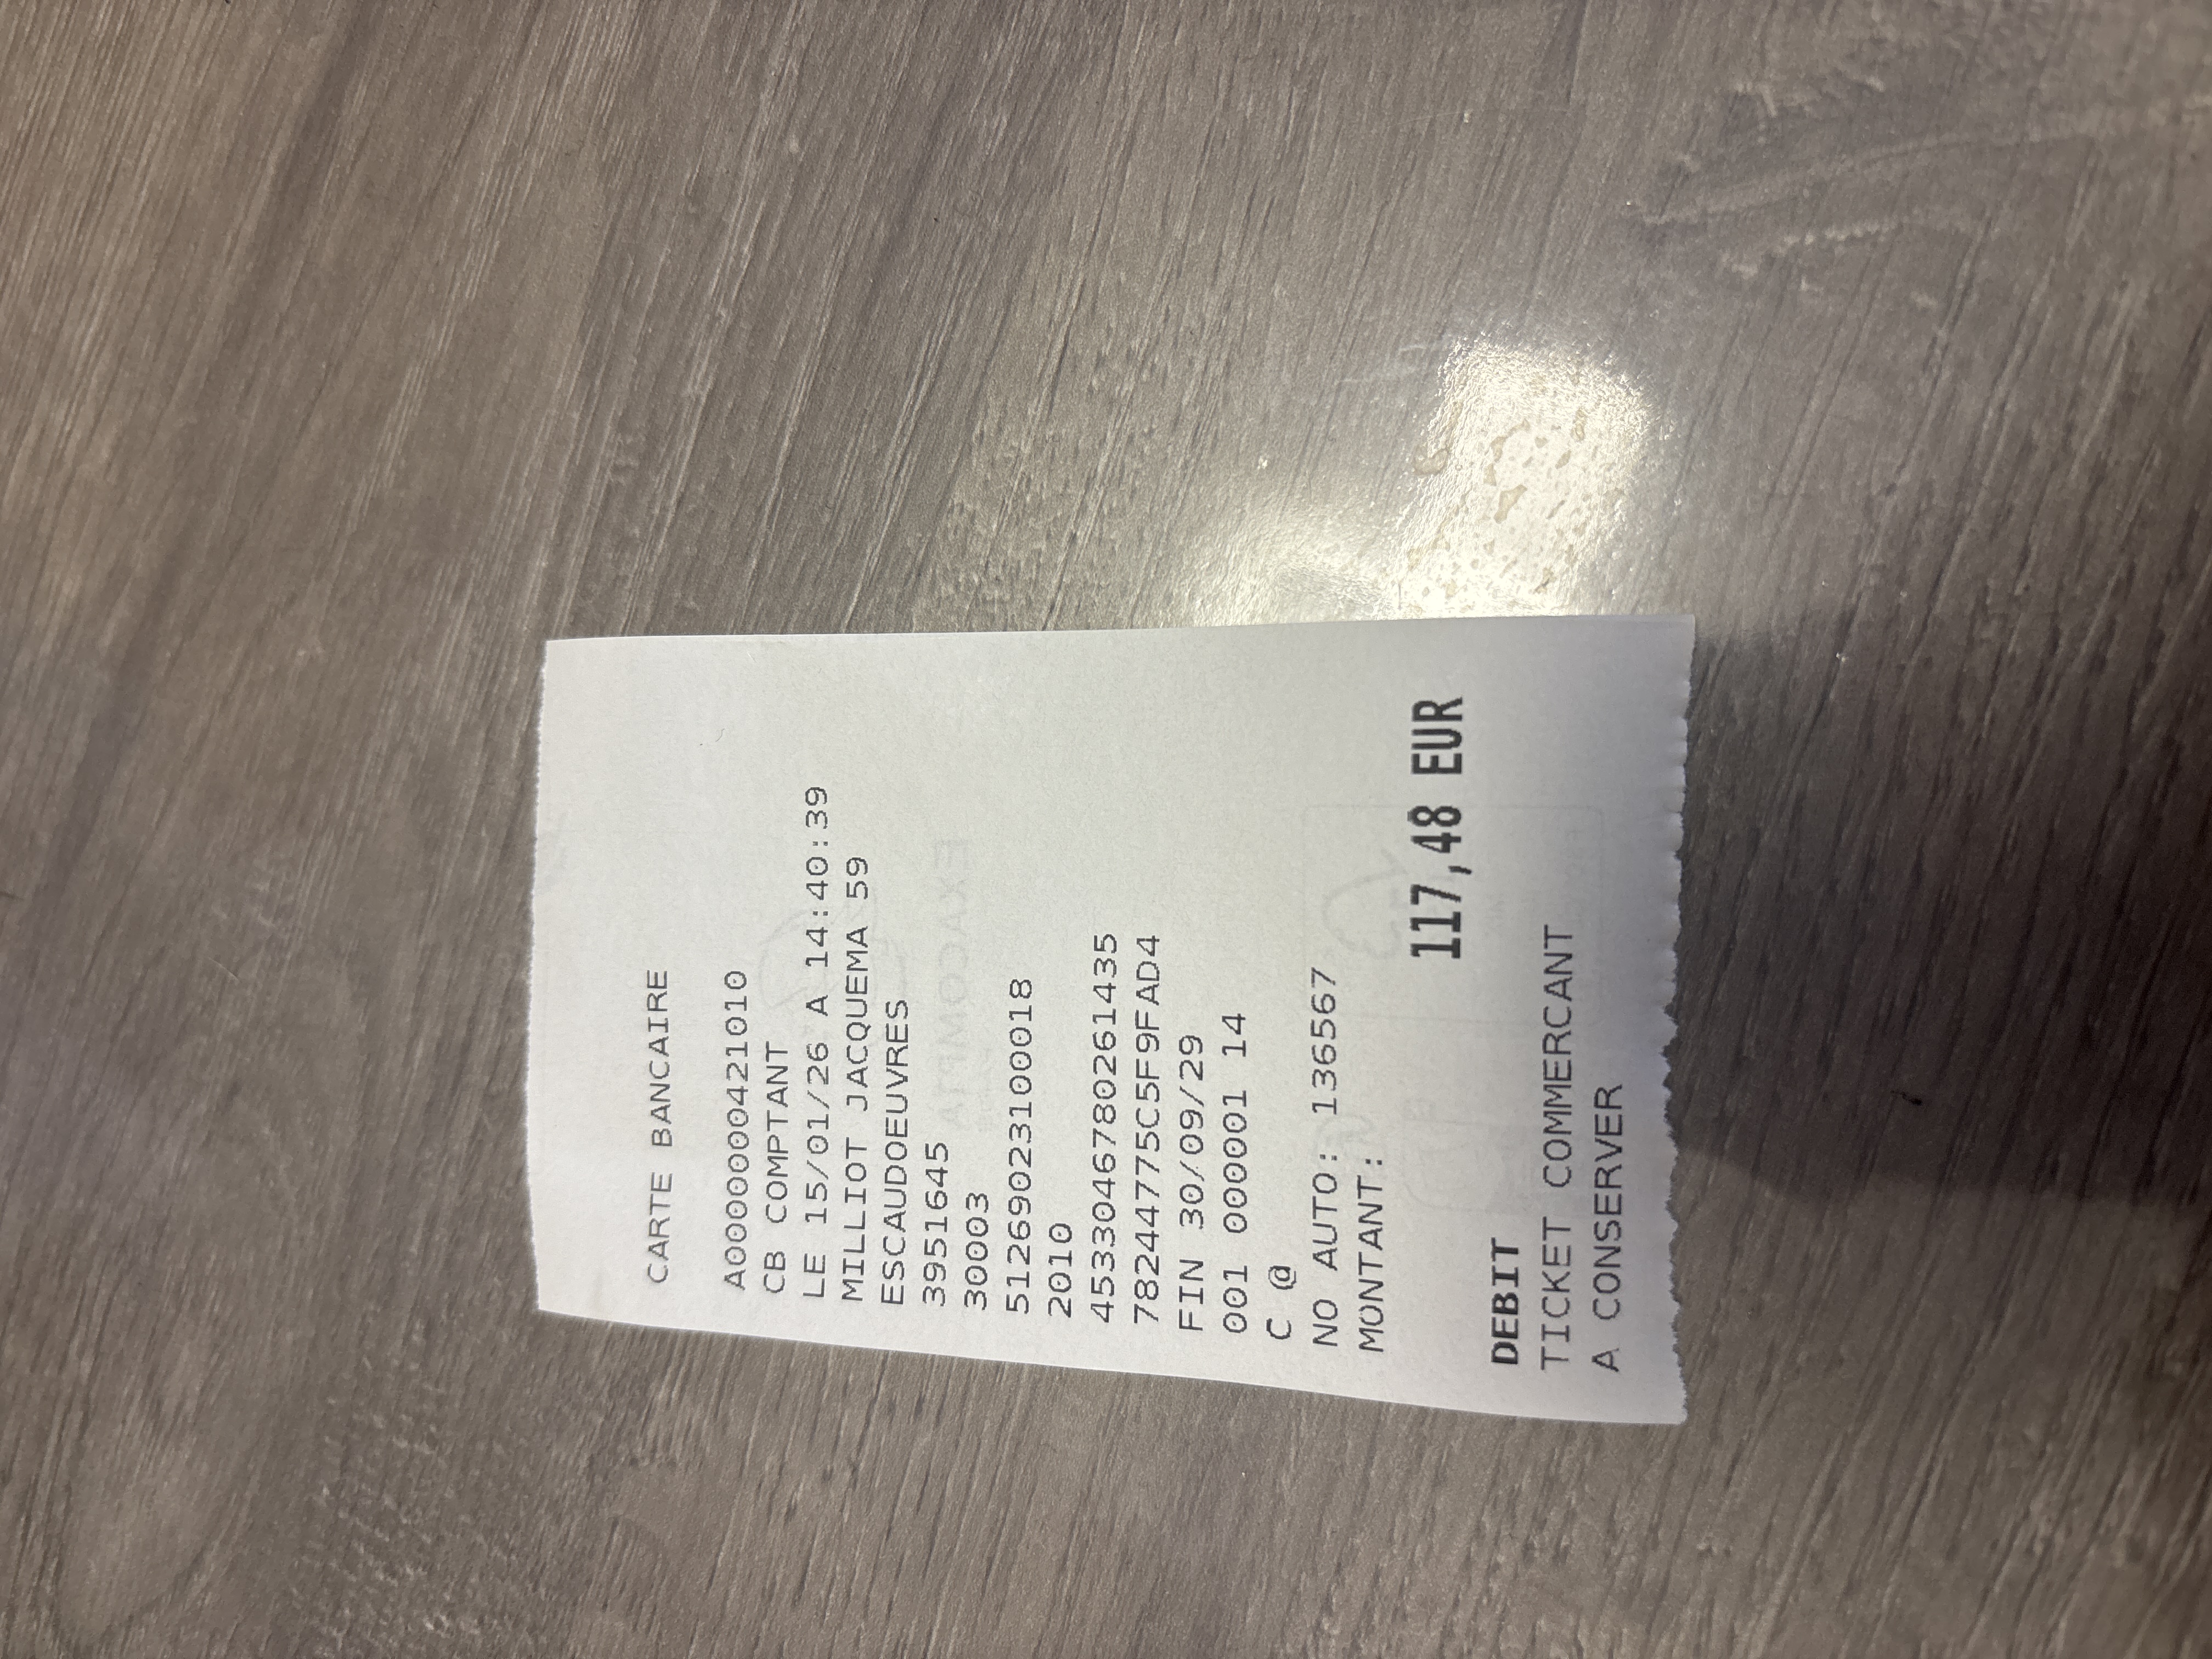 CARTE BANCAIRE
A0000000421010
CB COMPTANT
LE 15/01/26 A 14:40:39
MILLIOT JACQUEMA 59
ESCAUDOEUVRES
3951645
30003
51269023100018
2010
4533046780261435
78244775C5F9FAD4
FIN 30/09/29
001 000001 14
C @
NO AUTO: 136567
MONTANT:
117,48 EUR
DEBIT
TICKET COMMERCANT
A CONSERVER